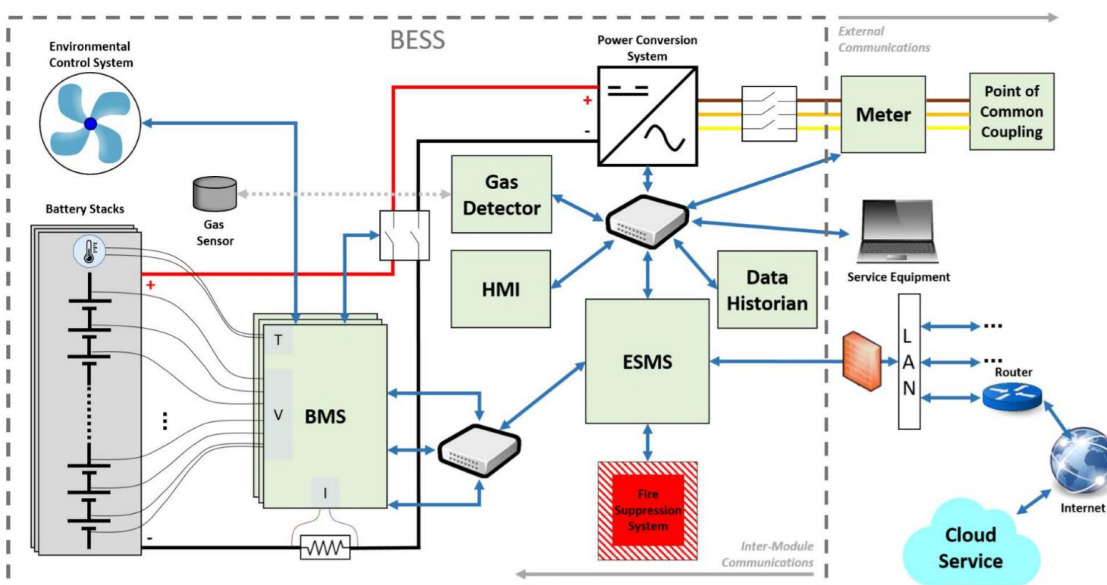 BESS
External
Communications
Environmental
Control System
Power Conversion
System
+
-
Meter
Point of
Common
Coupling
Gas
Detector
Gas
Sensor
Battery Stacks
+
HMI
Data
Historian
Service Equipment
T
V
BMS
I
ESMS
L
A
N
...
...
Router
Internet
Fire
Suppression
System
Cloud
Service
-
Inter-Module
Communications